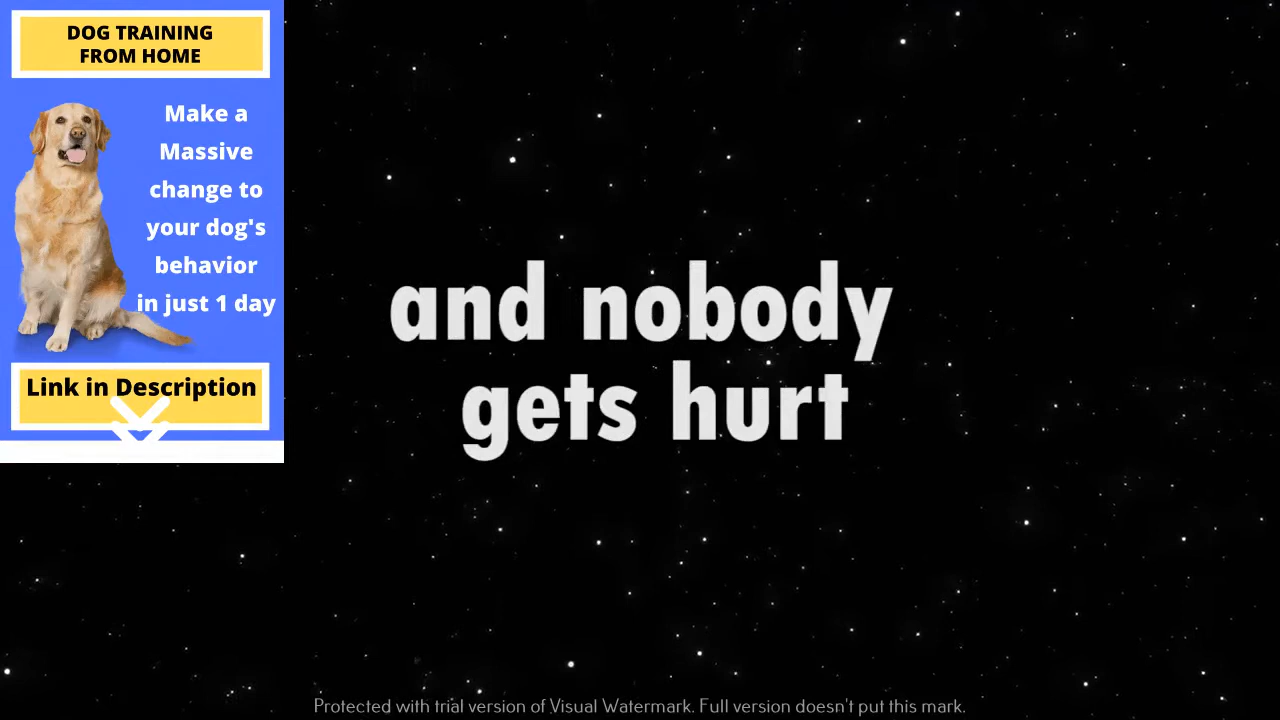 DOG TRAINING
FROM HOME
Make a
Massive
change to
your dog's
behavior
in just 1 day
Link in Description
and nobody
gets hurt
Protected with trial version of Visual Watermark. Full version doesn't put this mark.